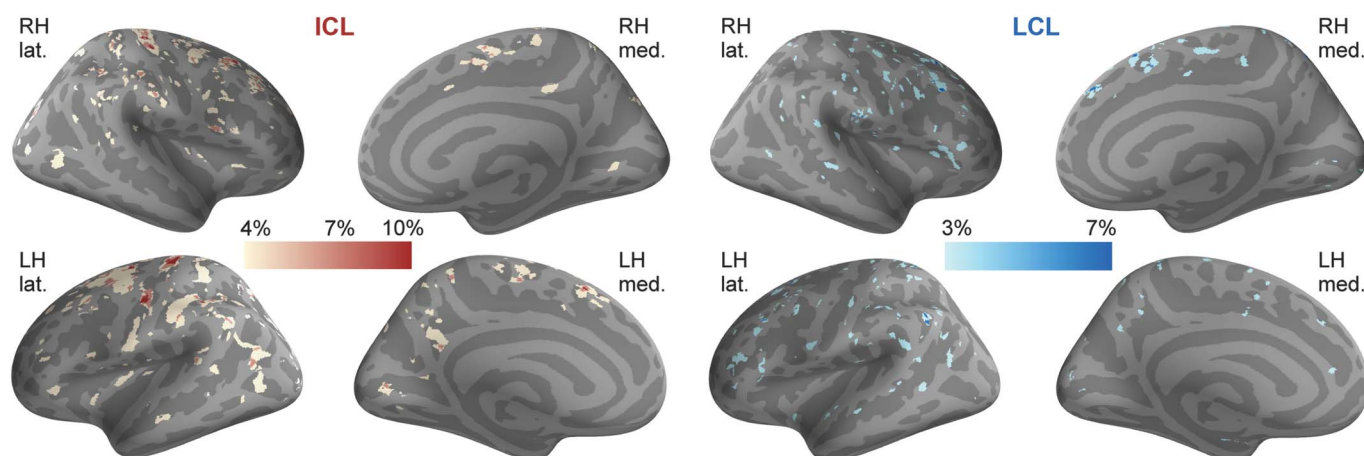 RH
lat.
ICL
RH
med.
RH
lat.
LCL
RH
med.
4% 7% 10%
3% 7%
LH
lat.
LH
med.
LH
lat.
LH
med.